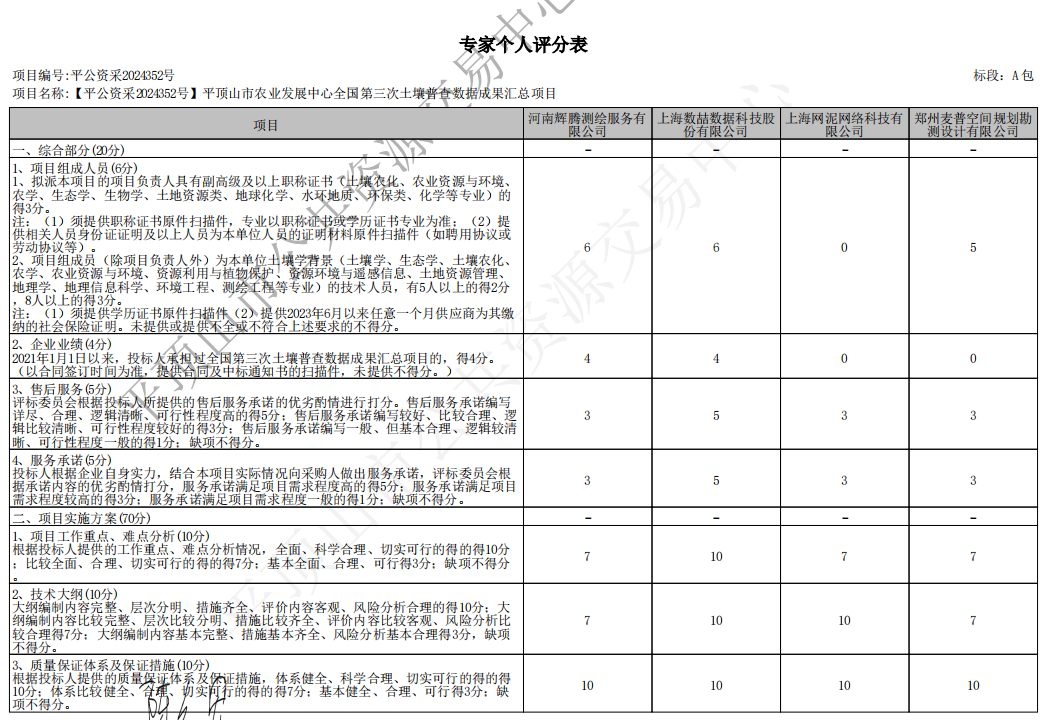 专家个人评分表
项目编号:平公资采2024352号
标段：A包
项目名称:【平公资采2024352号】平顶山市农业发展中心全国第三次土壤普查数据成果汇总项目
项目
河南辉腾测绘服务有
限公司
上海数喆数据科技股
份有限公司
上海网泥网络科技有
限公司
郑州麦普空间规划勘
测设计有限公司
一、综合部分(20分)
－ － － －
1、项目组成人员(6分)
1、拟派本项目的项目负责人具有副高级及以上职称证书（土壤农化、农业资源与环境、
农学、生态学、生物学、土地资源类、地球化学、水环地质、环保类、化学等专业）的
得3分。
注：（1）须提供职称证书原件扫描件，专业以职称证书或学历证书专业为准；（2）提
供相关人员身份证证明及以上人员为本单位人员的证明材料原件扫描件（如聘用协议或
劳动协议等）。
2、项目组成员（除项目负责人外）为本单位土壤学背景（土壤学、生态学、土壤农化、
农学、农业资源与环境、资源利用与植物保护、资源环境与遥感信息、土地资源管理、
地理学、地理信息科学、环境工程、测绘工程等专业）的技术人员，有5人以上的得2分
，8人以上的得3分。
注：（1）须提供学历证书原件扫描件（2）提供2023年6月以来任意一个月供应商为其缴
纳的社会保险证明。未提供或提供不全或不符合上述要求的不得分。
6 6 0 5
2、企业业绩(4分)
2021年1月1日以来，投标人承担过全国第三次土壤普查数据成果汇总项目的，得4分。
（以合同签订时间为准，提供合同及中标通知书的扫描件，未提供不得分。）
4 4 0 0
3、售后服务(5分)
评标委员会根据投标人所提供的售后服务承诺的优劣酌情进行打分。售后服务承诺编写
详尽、合理、逻辑清晰、可行性程度高的得5分；售后服务承诺编写较好、比较合理、逻
辑比较清晰、可行性程度较好的得3分；售后服务承诺编写一般、但基本合理、逻辑较清
晰、可行性程度一般的得1分；缺项不得分。
3 5 3 3
4、服务承诺(5分)
投标人根据企业自身实力，结合本项目实际情况向采购人做出服务承诺，评标委员会根
据承诺内容的优劣酌情打分，服务承诺满足项目需求程度高的得5分；服务承诺满足项目
需求程度较高的得3分；服务承诺满足项目需求程度一般的得1分；缺项不得分。
3 5 3 3
二、项目实施方案(70分)
－ － － －
1、项目工作重点、难点分析(10分)
根据投标人提供的工作重点、难点分析情况，全面、科学合理、切实可行的得的得10分
；比较全面、合理、切实可行的得的得7分；基本全面、合理、可行得3分；缺项不得分
。
7 10 7 7
2、技术大纲(10分)
大纲编制内容完整、层次分明、措施齐全、评价内容客观、风险分析合理的得10分；大
纲编制内容比较完整、层次比较分明、措施比较齐全、评价内容比较客观、风险分析比
较合理得7分；大纲编制内容基本完整、措施基本齐全、风险分析基本合理得3分，缺项
不得分。
7 10 10 7
3、质量保证体系及保证措施(10分)
根据投标人提供的质量保证体系及保证措施，体系健全、科学合理、切实可行的得的得
10分；体系比较健全、合理、切实可行的得的得7分；基本健全、合理、可行得3分；缺
项不得分。
10 10 10 10
平顶山市公共资源交易中心
平顶山市公共资源交易中心